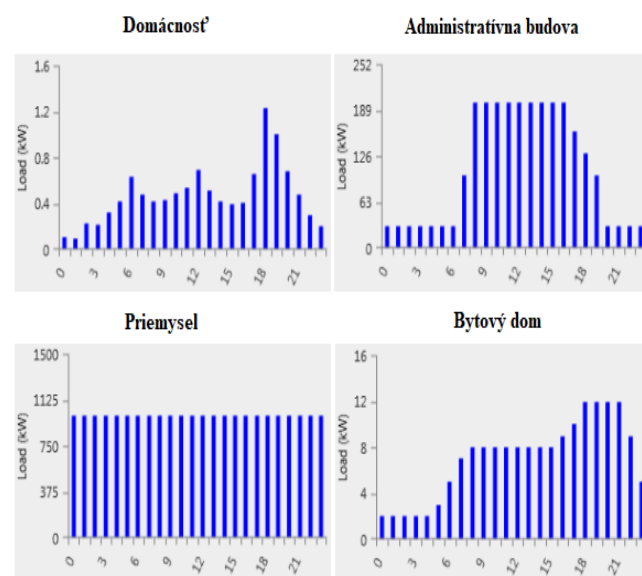 Domácnosť
Load (kW)
1.6
1.2
0.8
0.4
0
0 3 6 9 12 15 18 21
Administratívna budova
Load (kW)
252
189
126
63
0
0 3 6 9 12 15 18 21
Priemysel
Load (kW)
1500
1125
750
375
0
0 3 6 9 12 15 18 21
Bytový dom
Load (kW)
16
12
8
4
0
0 3 6 9 12 15 18 21